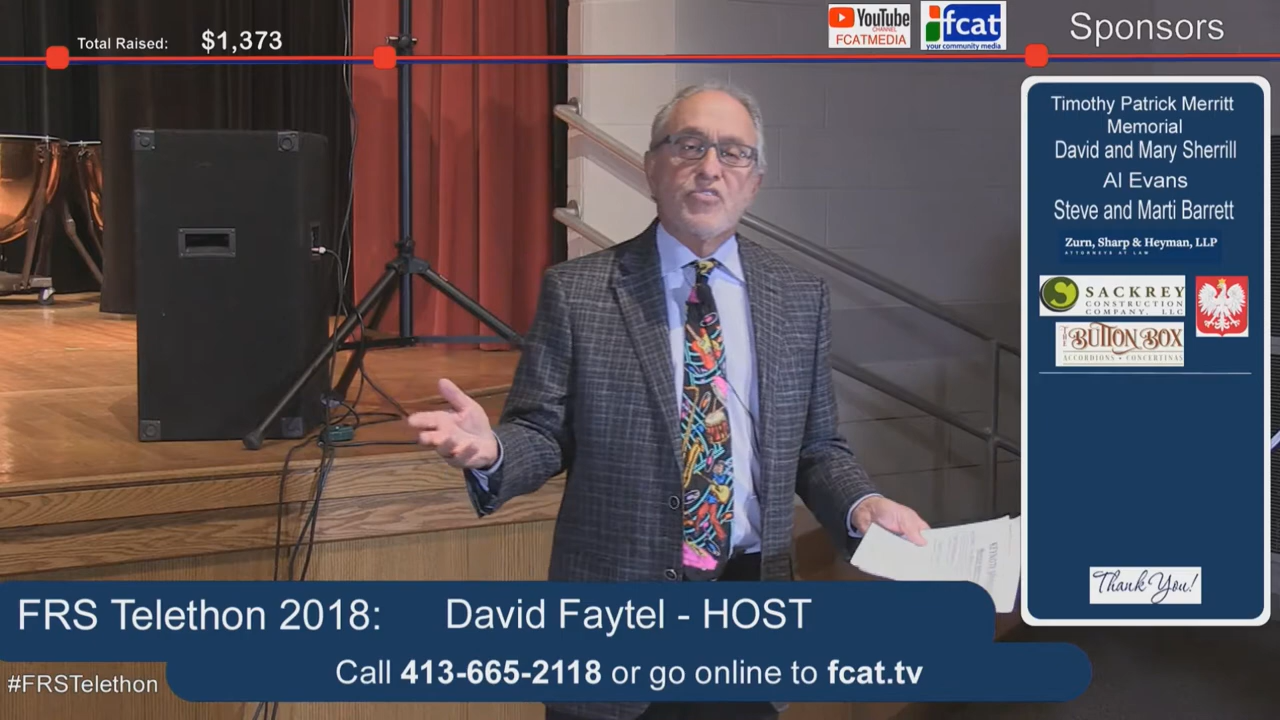 Total Raised: $1,373
YouTube
CHANNEL
FCATMEDIA
fcat
your community media
Sponsors
Timothy Patrick Merritt
Memorial
David and Mary Sherrill
Al Evans
Steve and Marti Barrett
Zurn, Sharp & Heyman, LLP
ATTORNEYS AT LAW
SACKREY
CONSTRUCTION
COMPANY, LLC
THE
BUTTON BOX
ACCORDIONS • CONCERTINAS
Thank You!
FRS Telethon 2018: David Faytel - HOST
Call 413-665-2118 or go online to fcat.tv
#FRSTelethon